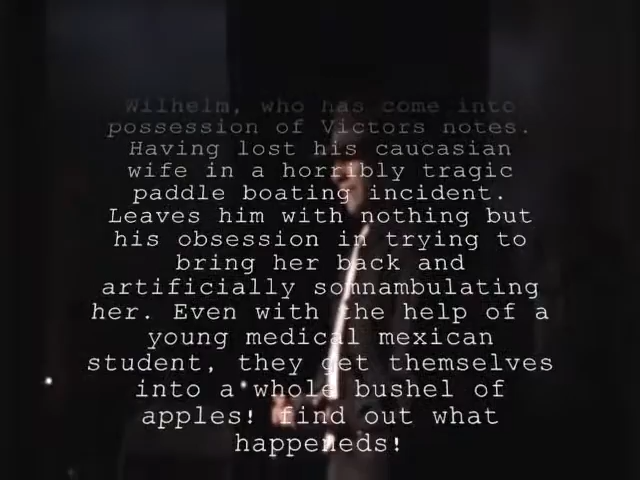 Wilhelm, who has come into
possession of Victors notes.
Having lost his caucasian
wife in a horribly tragic
paddle boating incident.
Leaves him with nothing but
his obsession in trying to
bring her back and
artificially somnambulating
her. Even with the help of a
young medical mexican
student, they get themselves
into a whole bushel of
apples! find out what
happeneds!